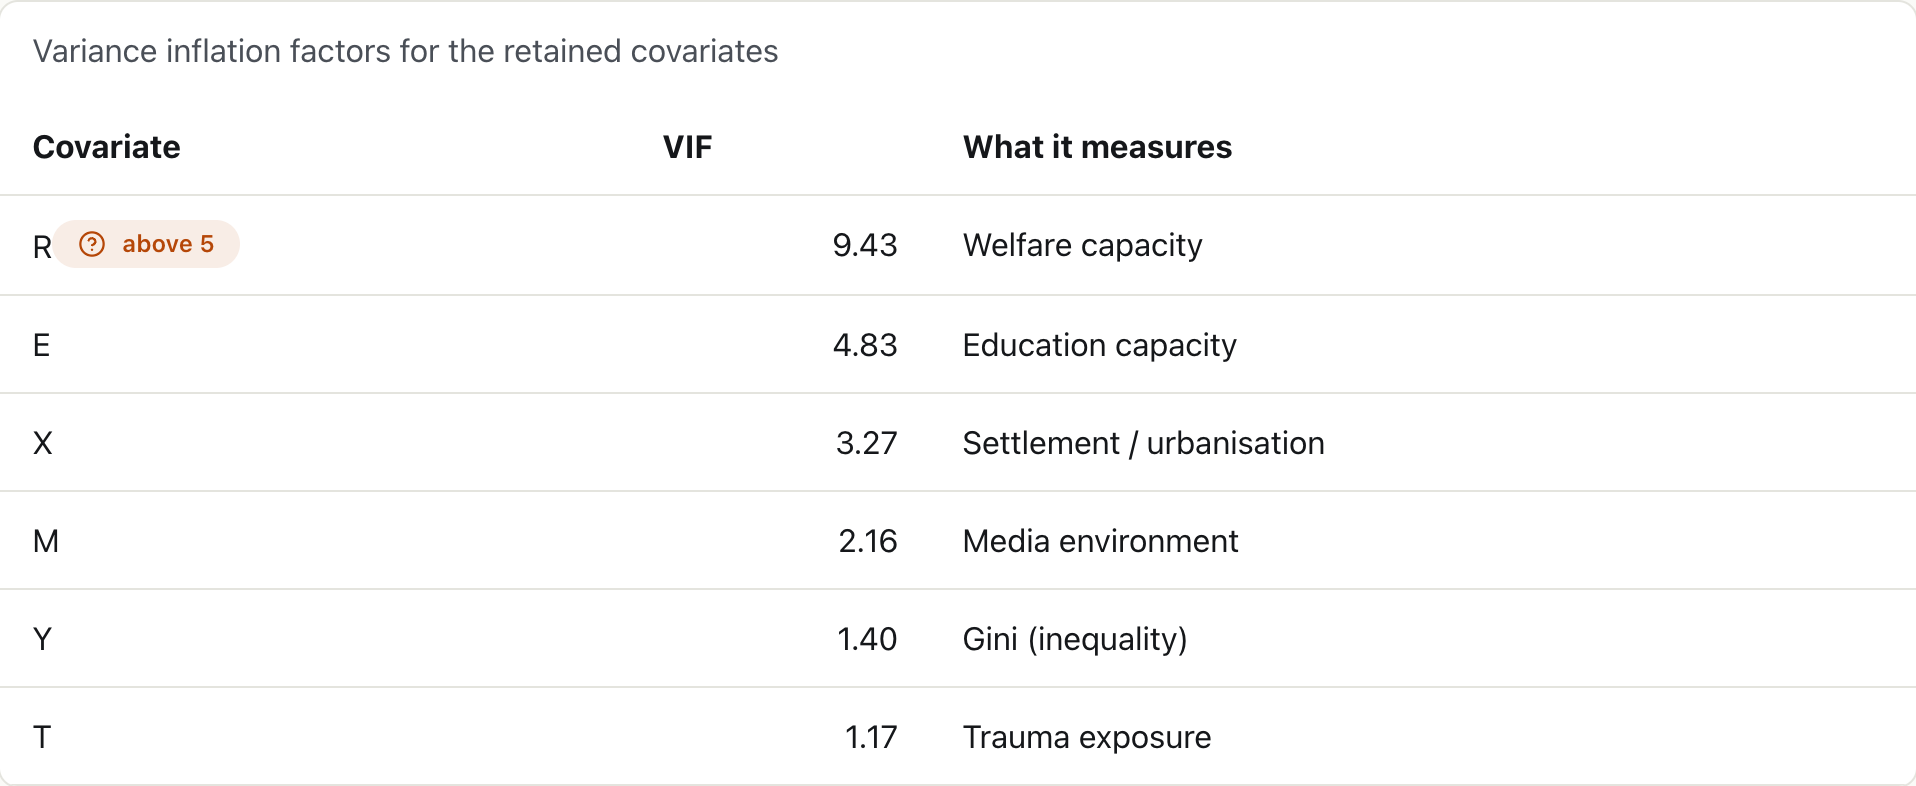 Variance inflation factors for the retained covariates
Covariate VIF What it measures
R above 5 9.43 Welfare capacity
E 4.83 Education capacity
X 3.27 Settlement / urbanisation
M 2.16 Media environment
Y 1.40 Gini (inequality)
T 1.17 Trauma exposure